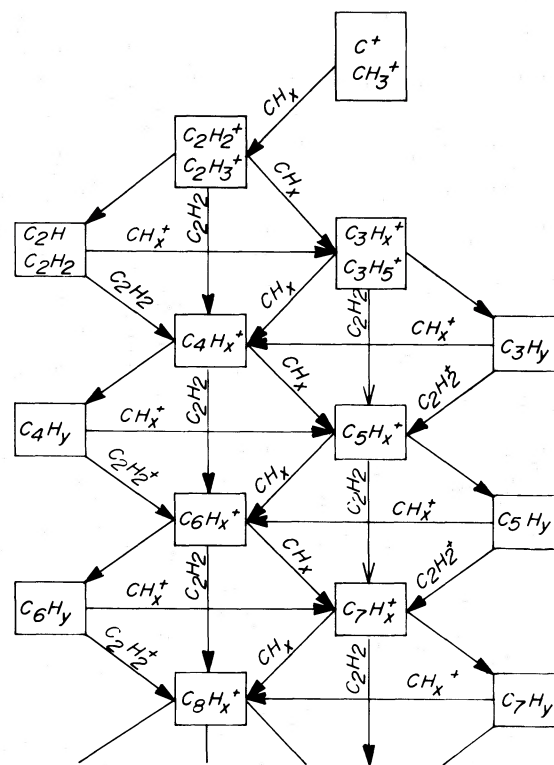 C⁺
CH₃⁺
CHₓ
C₂H₂⁺
C₂H₃⁺
CHₓ
C₂H₂
C₂H
C₂H₂
CHₓ⁺
C₃Hₓ⁺
C₃H₅⁺
C₂H₂
CHₓ
C₂H₂
C₄Hₓ⁺
CHₓ⁺
C₃Hy
CHₓ
C₂H₂⁺
C₂H₂
C₄Hy
CHₓ⁺
C₅Hₓ⁺
C₂H₂⁺
CHₓ
C₂H₂
C₆Hₓ⁺
CHₓ⁺
C₅Hy
CHₓ
C₂H₂⁺
C₂H₂
C₆Hy
CHₓ⁺
C₇Hₓ⁺
C₂H₂⁺
CHₓ
C₂H₂
C₈Hₓ⁺
CHₓ⁺
C₇Hy